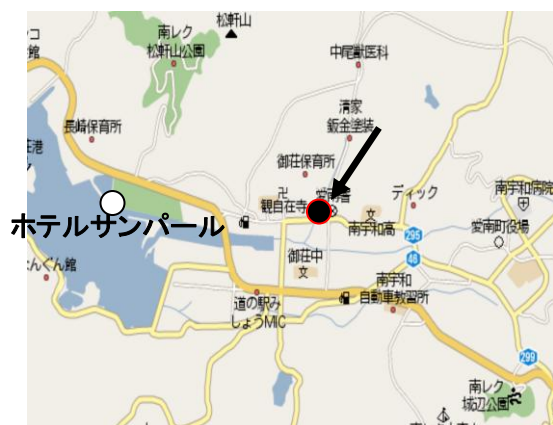 南レク
松軒山公園
松軒山
中尾獣医科
清家
鈑金塗装
長崎保育所
御荘保育所
ディック
南宇和病院
観自在寺
南宇和高
愛南町役場
ホテルサンパール
295
46
御荘中
道の駅み
しょうMIC
南宇和
自動車教習所
299
南レク
城辺公園